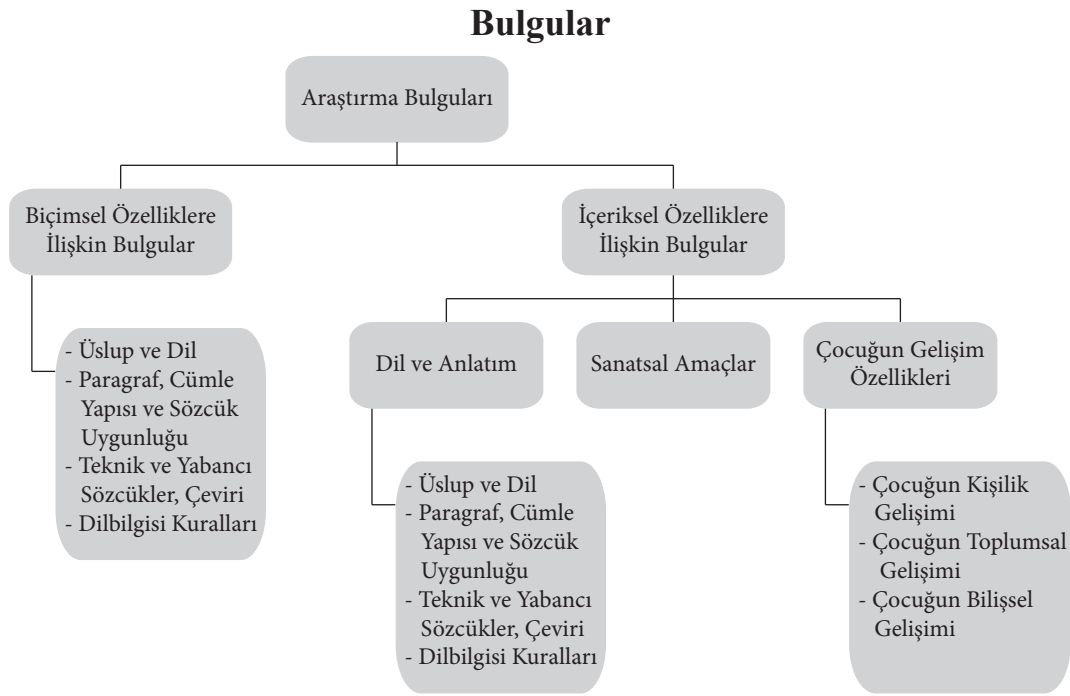 Bulgular
Araştırma Bulguları
Biçimsel Özelliklere
İlişkin Bulgular
İçeriksel Özelliklere
İlişkin Bulgular
- Üslup ve Dil
- Paragraf, Cümle
Yapısı ve Sözcük
Uygunluğu
- Teknik ve Yabancı
Sözcükler, Çeviri
- Dilbilgisi Kuralları
Dil ve Anlatım
Sanatsal Amaçlar
Çocuğun Gelişim
Özellikleri
- Üslup ve Dil
- Paragraf, Cümle
Yapısı ve Sözcük
Uygunluğu
- Teknik ve Yabancı
Sözcükler, Çeviri
- Dilbilgisi Kuralları
- Çocuğun Kişilik
Gelişimi
- Çocuğun Toplumsal
Gelişimi
- Çocuğun Bilişsel
Gelişimi